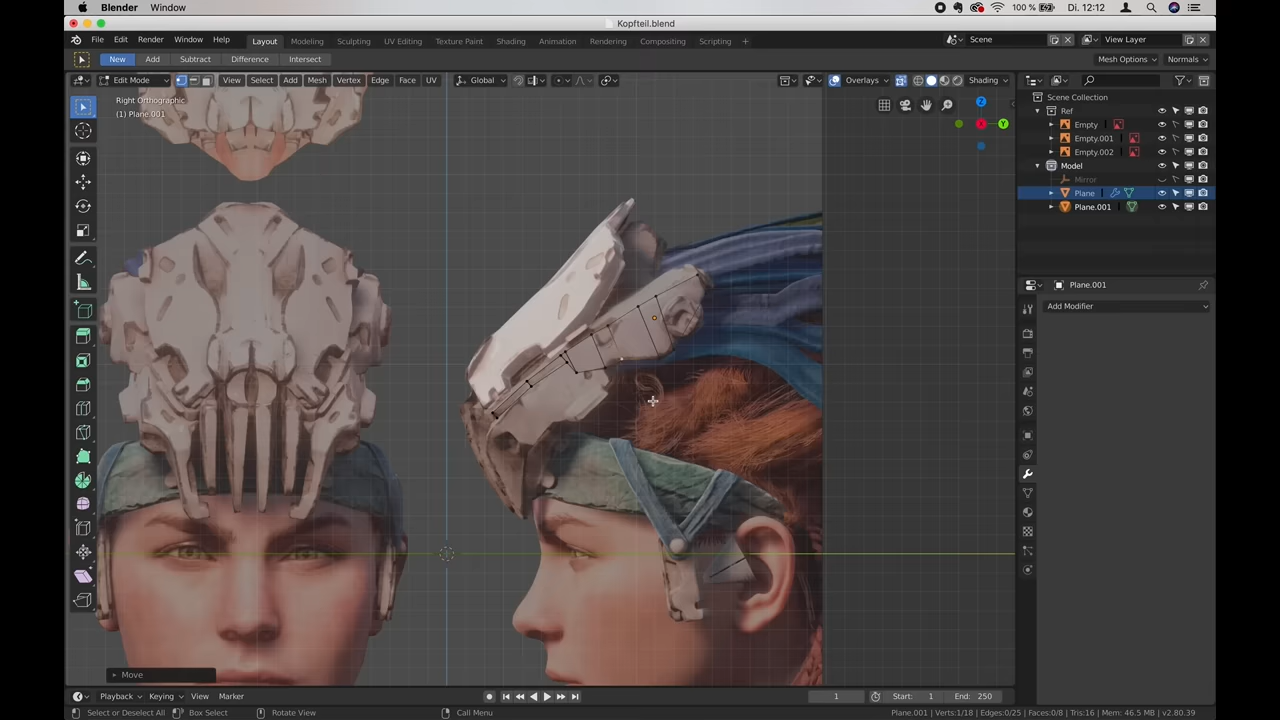 Blender Window 100 % Di. 12:12
Kopfteil.blend
File Edit Render Window Help Layout Modeling Sculpting UV Editing Texture Paint Shading Animation Rendering Compositing Scripting + Scene View Layer
New Add Subtract Difference Intersect Mesh Options Normals
Edit Mode View Select Add Mesh Vertex Edge Face UV Global Overlays Shading
Right Orthographic
(1) Plane.001
Z
X
Y
Scene Collection
Ref
Empty
Empty.001
Empty.002
Model
Mirror
Plane
Plane.001
Plane.001
Add Modifier
Move
Playback Keying View Marker 1 Start: 1 End: 250
Select or Deselect All Box Select Rotate View Call Menu Plane.001 | Verts:1/18 | Edges:0/25 | Faces:0/8 | Tris:16 | Mem: 46.5 MB | v2.80.39